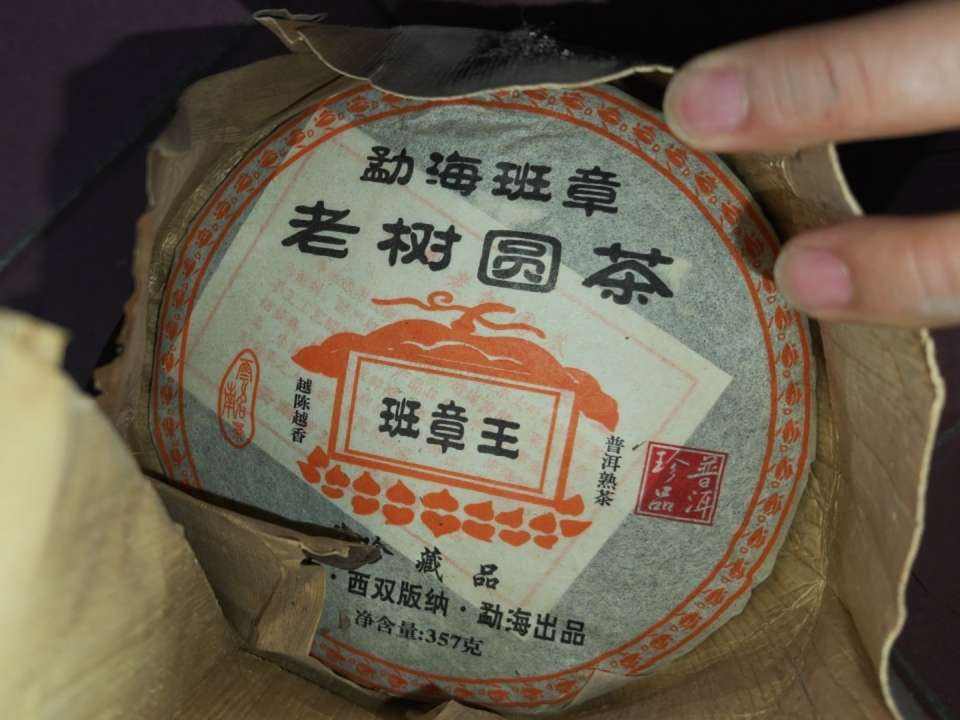 勐海班章
老树圆茶
班章王
越陈越香
普洱熟茶
普洱
珍品
藏品
·西双版纳·勐海出品
净含量:357克